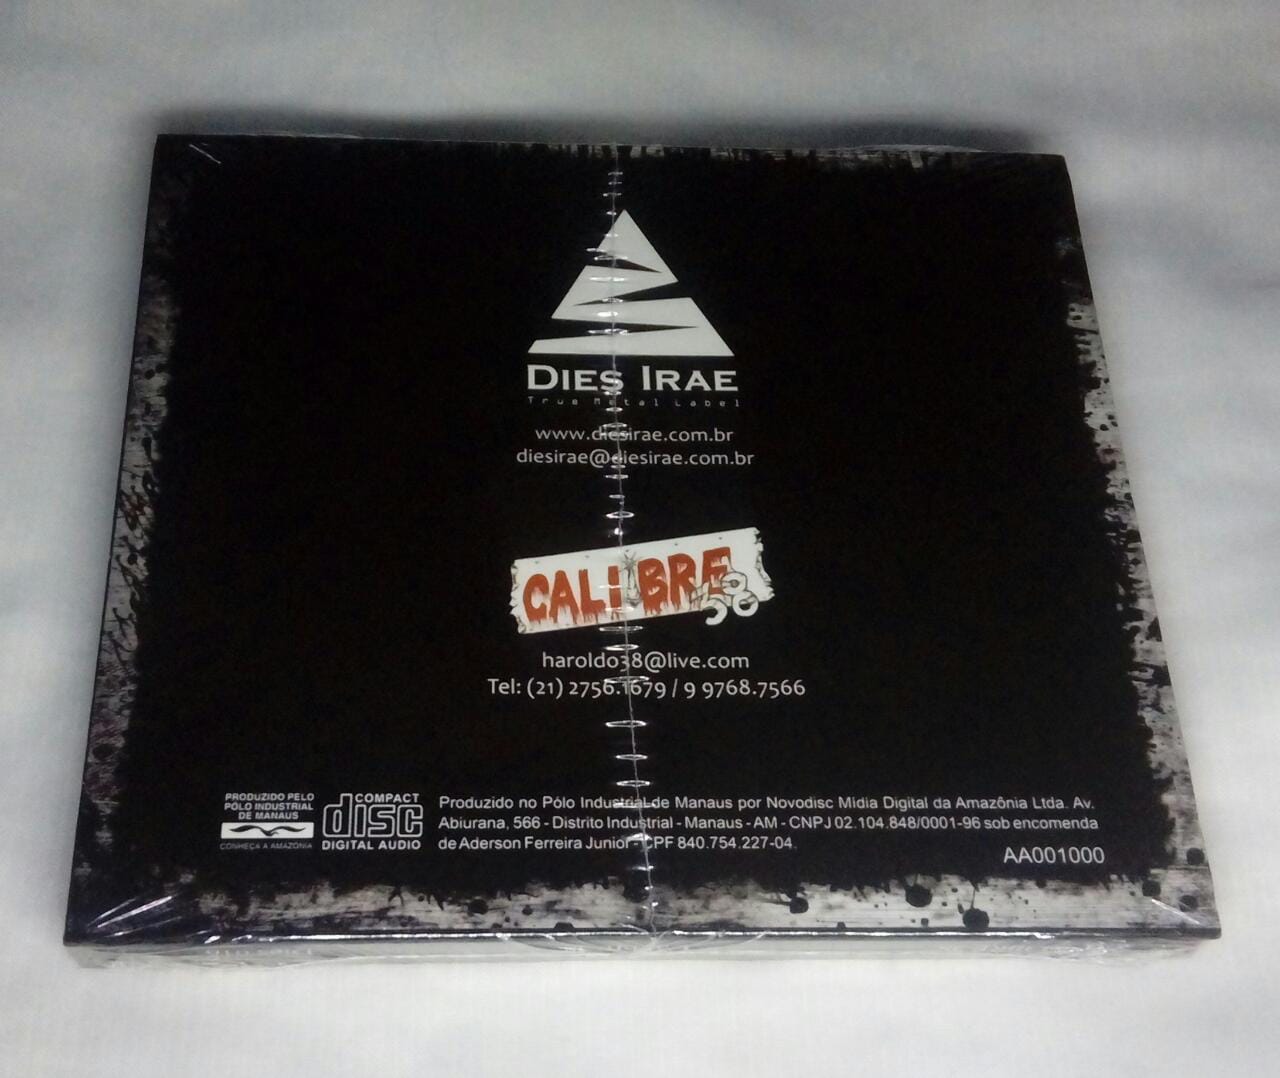 DIES IRAE
True Metal Label
www.diesirae.com.br
diesirae@diesirae.com.br
CALIBRE
38
haroldo38@live.com
Tel: (21) 2756.1679 / 9 9768.7566
PRODUZIDO PELO
PÓLO INDUSTRIAL
DE MANAUS
CONHEÇA A AMAZÔNIA
COMPACT
disc
DIGITAL AUDIO
Produzido no Pólo Industrial de Manaus por Novodisc Mídia Digital da Amazônia Ltda. Av.
Abiurana, 566 - Distrito Industrial - Manaus - AM - CNPJ 02.104.848/0001-96 sob encomenda
de Aderson Ferreira Junior - CPF 840.754.227-04.
AA001000